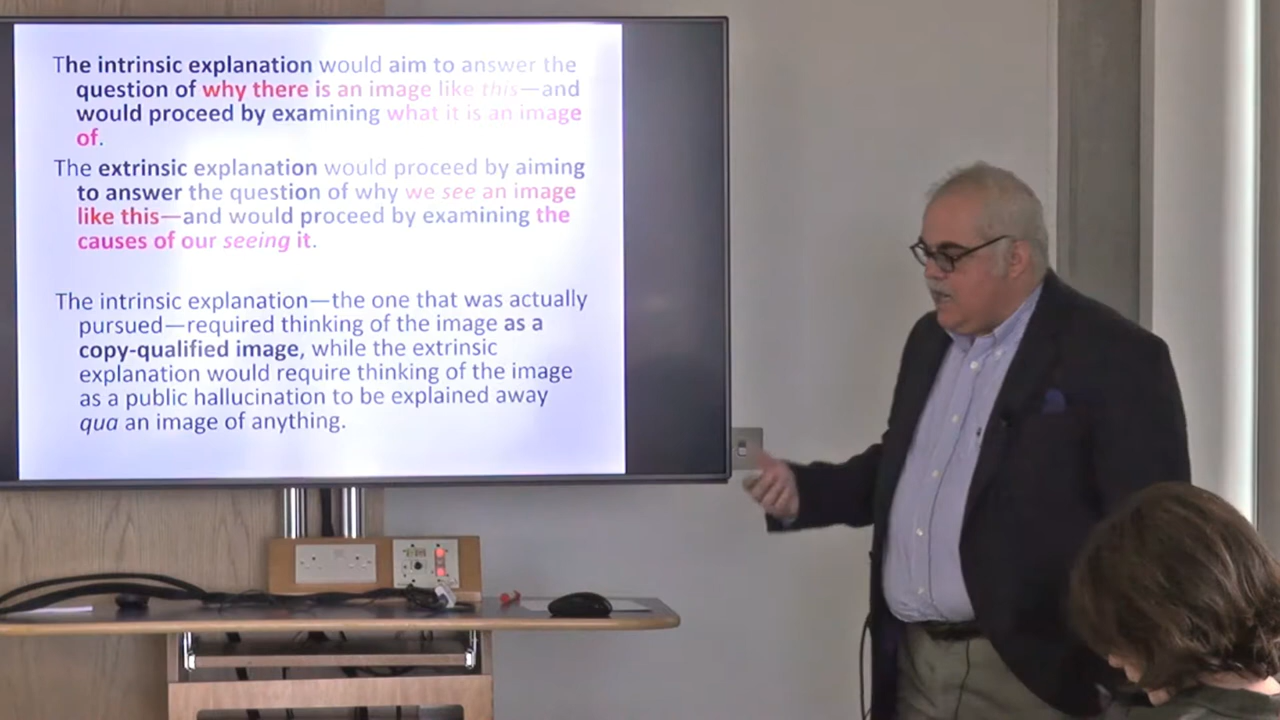 The intrinsic explanation would aim to answer the
question of why there is an image like this—and
would proceed by examining what it is an image
of.
The extrinsic explanation would proceed by aiming
to answer the question of why we see an image
like this—and would proceed by examining the
causes of our seeing it.
The intrinsic explanation—the one that was actually
pursued—required thinking of the image as a
copy-qualified image, while the extrinsic
explanation would require thinking of the image
as a public hallucination to be explained away
qua an image of anything.